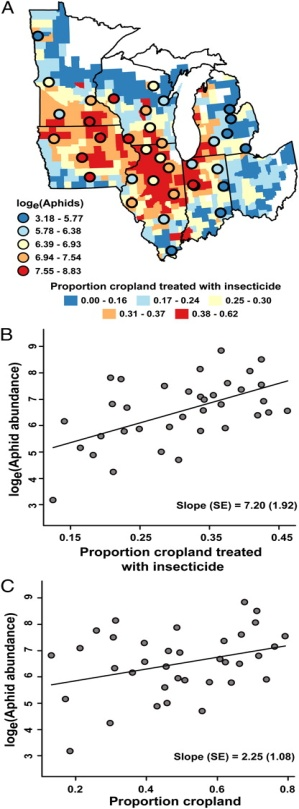 A
log_e(Aphids)
3.18 - 5.77
5.78 - 6.38
6.39 - 6.93
6.94 - 7.54
7.55 - 8.83
Proportion cropland treated with insecticide
0.00 - 0.16
0.17 - 0.24
0.25 - 0.30
0.31 - 0.37
0.38 - 0.62
B
log_e(Aphid abundance)
9
8
7
6
5
4
3
Slope (SE) = 7.20 (1.92)
0.15
0.25
0.35
0.45
Proportion cropland treated
with insecticide
C
log_e(Aphid abundance)
9
8
7
6
5
4
3
Slope (SE) = 2.25 (1.08)
0.2
0.4
0.6
0.8
Proportion cropland